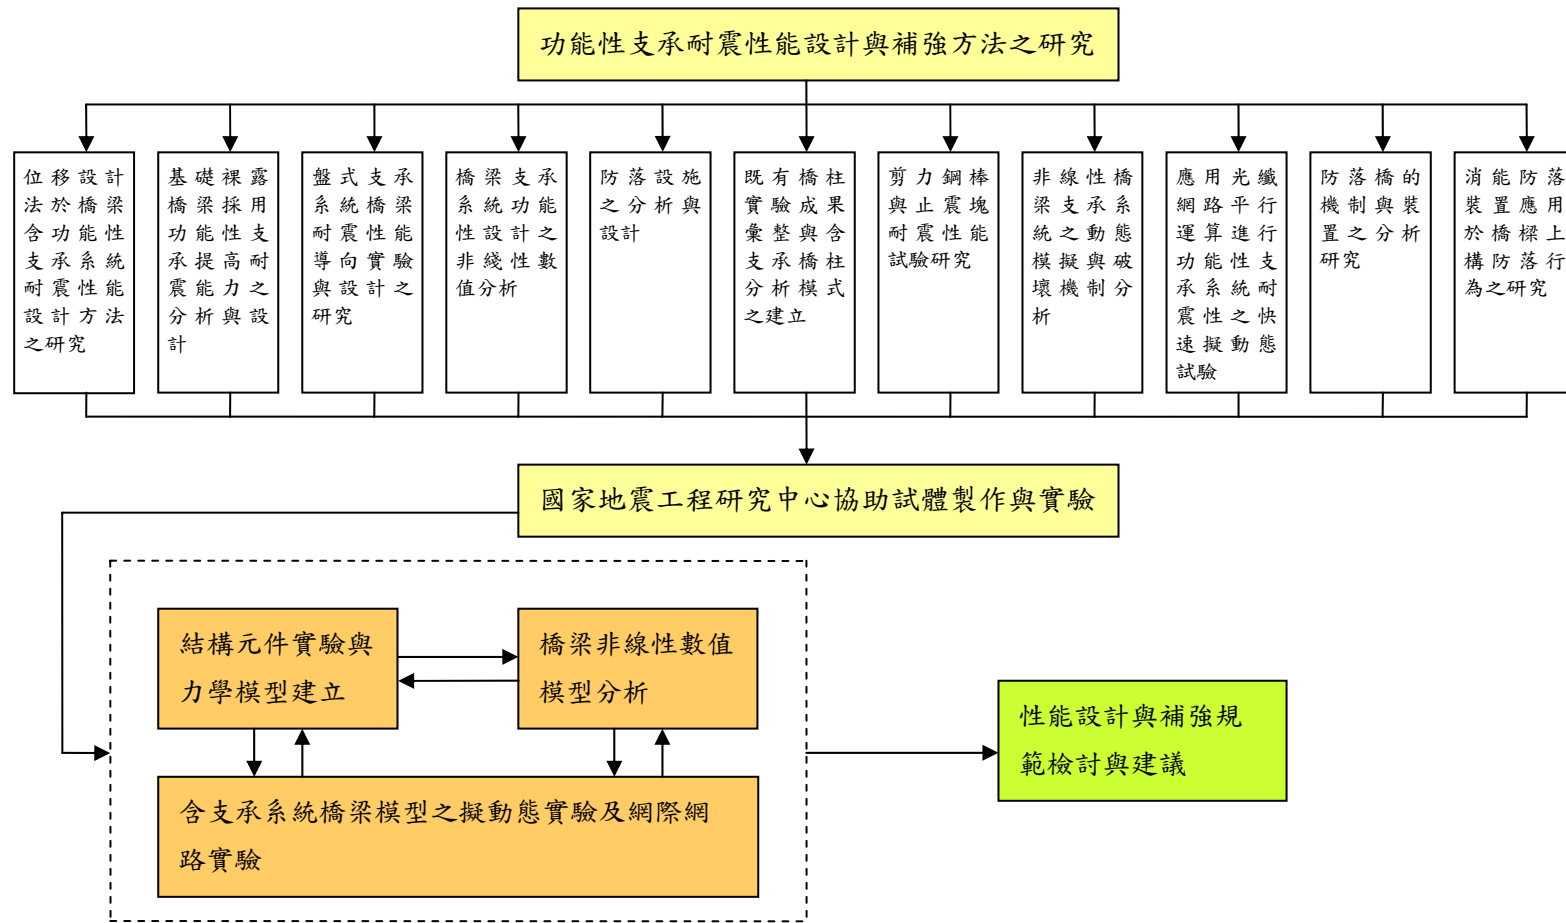 功能性支承耐震性能設計與補強方法之研究
位移設計
法於橋梁
含功能性
支承系統
耐震性能
設計方法
之研究
基礎裸露
橋梁採用
功能性支
承提高耐
震能力之
分析與設
計
盤式支承
系統橋梁
耐震性能
導向實驗
與設計之
研究
橋梁支承
系統功能
性設計之
非綫性數
值分析
防落設施
之分析與
設計
既有橋柱
實驗成果
彙整與含
支承橋柱
分析模式
之建立
剪力鋼棒
與止震塊
耐震性能
試驗研究
非線性橋
梁支承系
統之動態
模擬與破
壞機制分
析
應用光纖
網路平行
運算進行
功能性支
承系統耐
震性之快
速擬動態
試驗
防落橋的
機制與裝
置之分析
研究
消能防落
裝置應用
於橋樑上
構防落行
為之研究
國家地震工程研究中心協助試體製作與實驗
結構元件實驗與
力學模型建立
橋梁非線性數值
模型分析
性能設計與補強規
範檢討與建議
含支承系統橋梁模型之擬動態實驗及網際網
路實驗